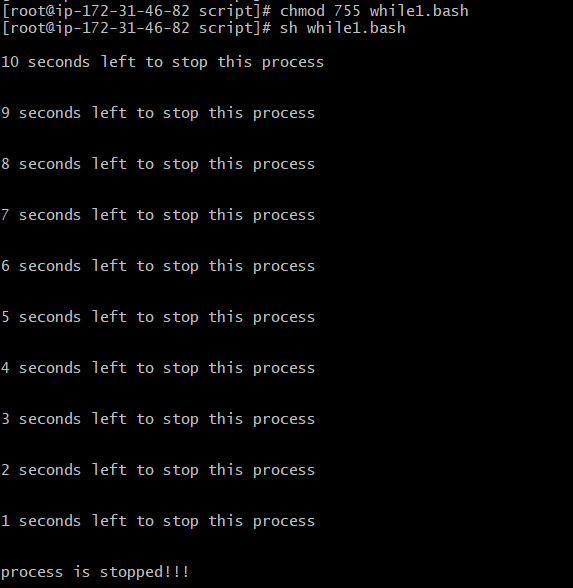 [root@ip-172-31-46-82 script]# chmod 755 while1.bash
[root@ip-172-31-46-82 script]# sh while1.bash
10 seconds left to stop this process
9 seconds left to stop this process
8 seconds left to stop this process
7 seconds left to stop this process
6 seconds left to stop this process
5 seconds left to stop this process
4 seconds left to stop this process
3 seconds left to stop this process
2 seconds left to stop this process
1 seconds left to stop this process
process is stopped!!!